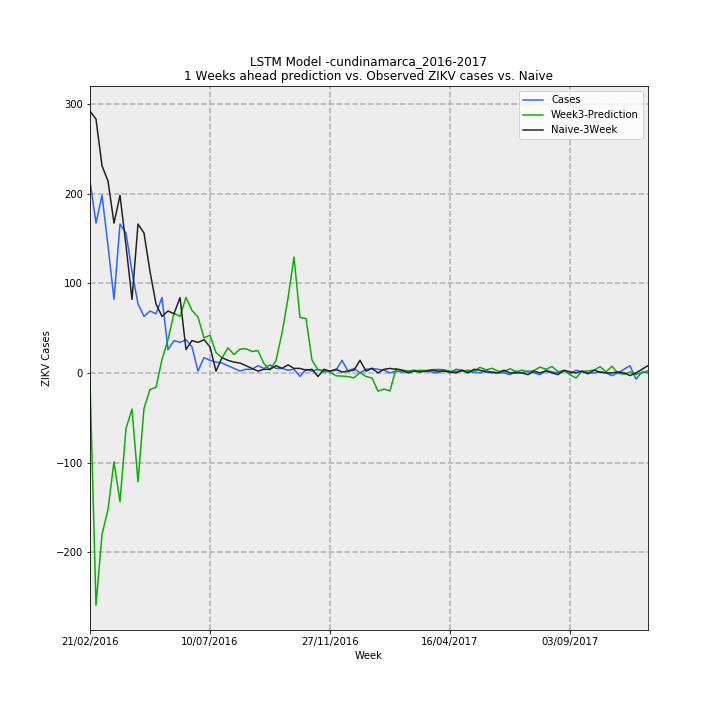 LSTM Model -cundinamarca_2016-2017
1 Weeks ahead prediction vs. Observed ZIKV cases vs. Naive
Cases
Week3-Prediction
Naive-3Week
300
200
100
0
−100
−200
ZIKV Cases
21/02/2016
10/07/2016
27/11/2016
16/04/2017
03/09/2017
Week